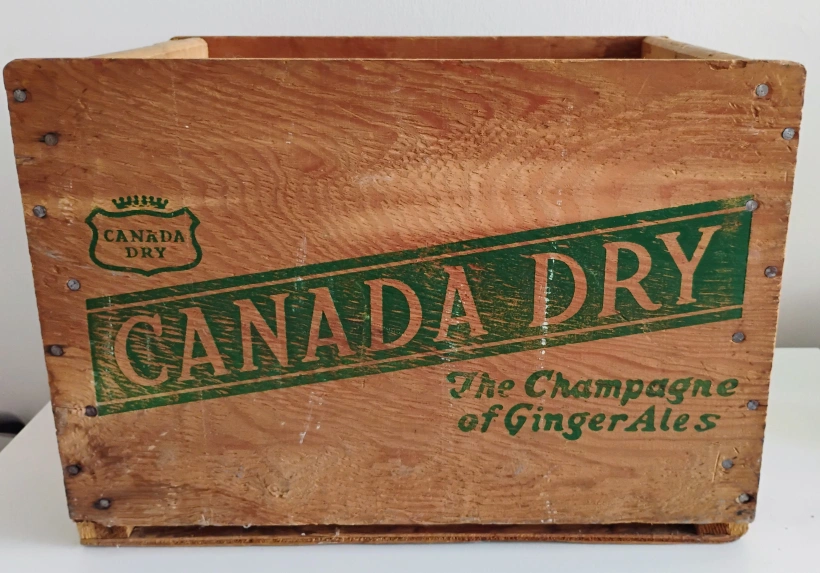 CANADA
DRY
CANADA DRY
The Champagne
of Ginger Ales